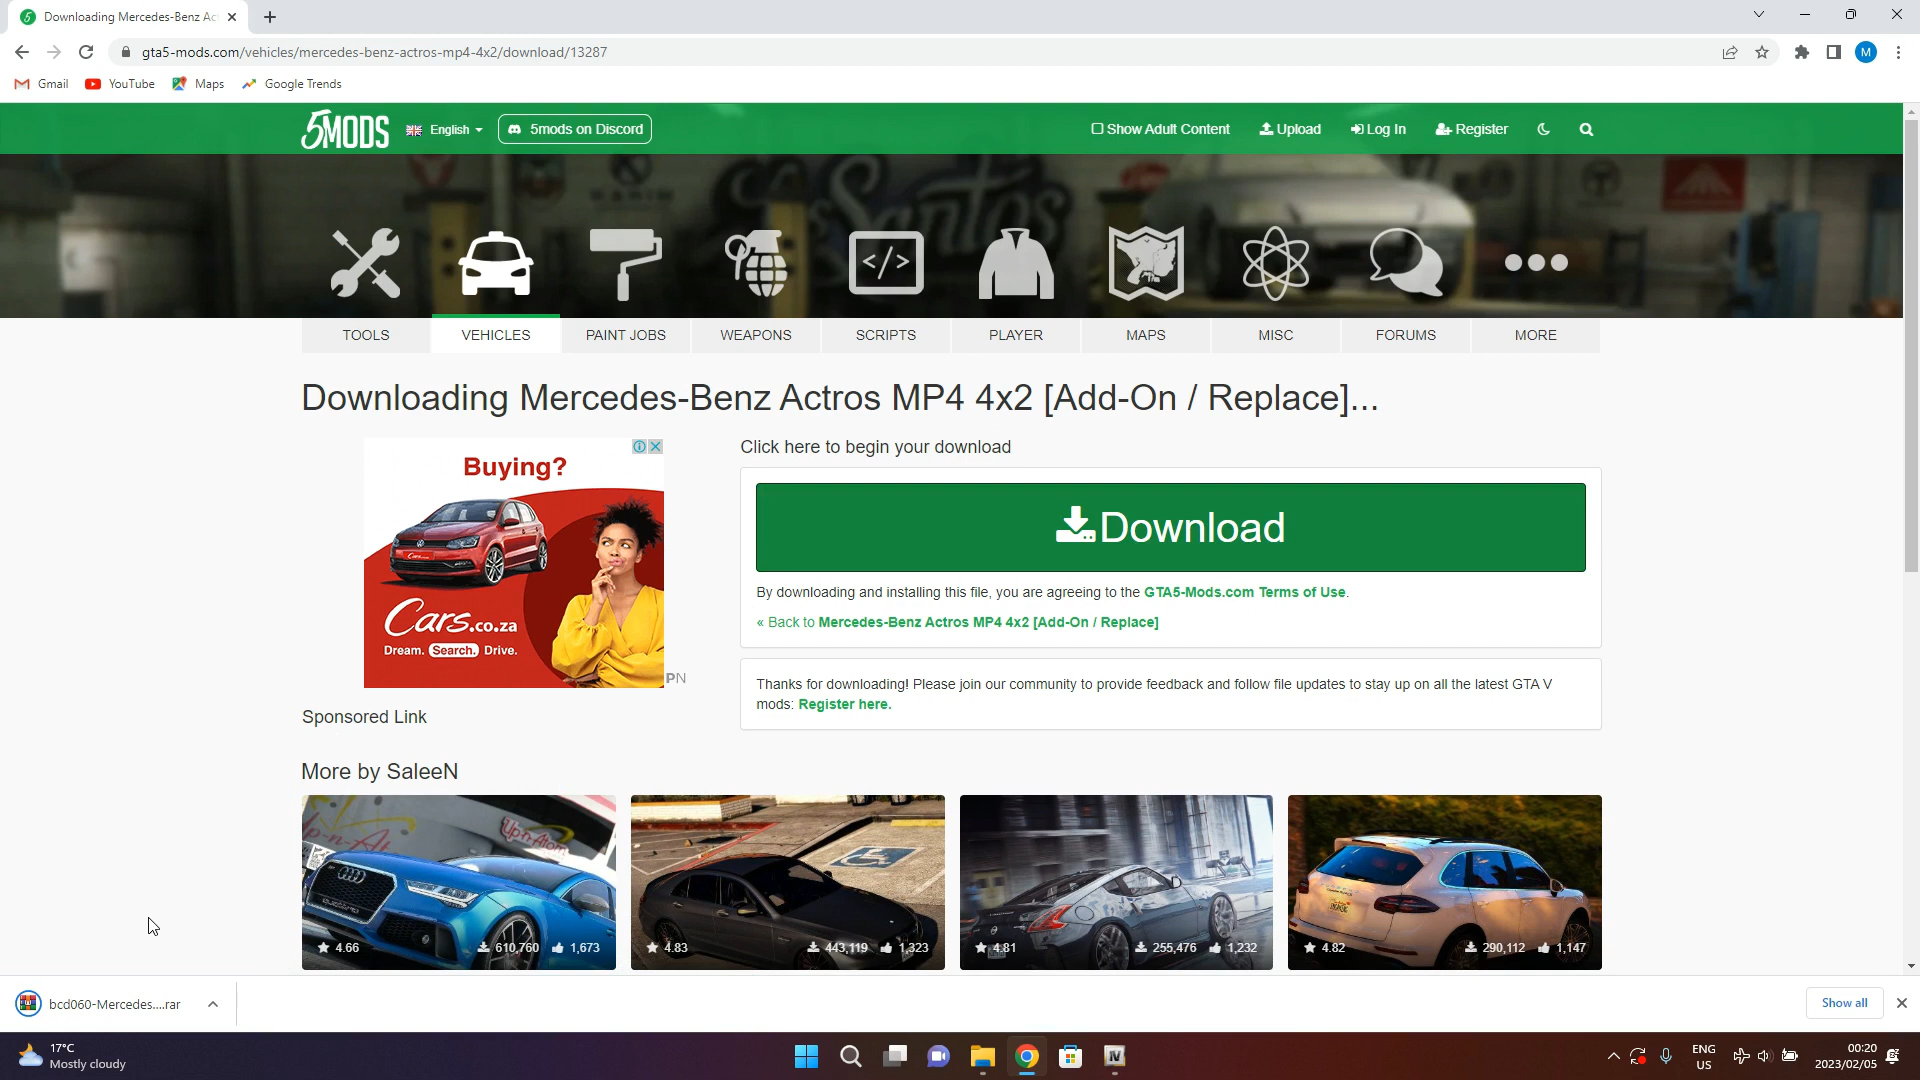 Downloading Mercedes-Benz Ac
gta5-mods.com/vehicles/mercedes-benz-actros-mp4-4x2/download/13287
M
Gmail YouTube Maps Google Trends
5MODS English 5mods on Discord Show Adult Content Upload Log In Register
TOOLS VEHICLES PAINT JOBS WEAPONS SCRIPTS PLAYER MAPS MISC FORUMS MORE
Downloading Mercedes-Benz Actros MP4 4x2 [Add-On / Replace]...
Click here to begin your download
Buying?
Cars.co.za
Dream. Search. Drive.
PN
Download
By downloading and installing this file, you are agreeing to the GTA5-Mods.com Terms of Use.
« Back to Mercedes-Benz Actros MP4 4x2 [Add-On / Replace]
Thanks for downloading! Please join our community to provide feedback and follow file updates to stay up on all the latest GTA V
mods: Register here.
Sponsored Link
More by SaleeN
4.66 610,760 1,673
4.83 443,119 1,323
4.81 255,476 1,232
4.82 290,112 1,147
bcd060-Mercedes....rar
Show all
17°C
Mostly cloudy
ENG
US
00:20
2023/02/05